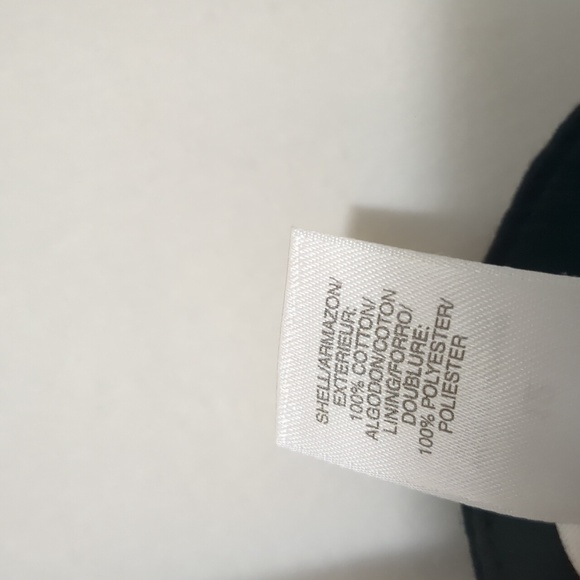 SHELL/ARMAZON/
EXTERIEUR:
100% COTTON/
ALGODON/COTON
LINING/FORRO/
DOUBLURE:
100% POLYESTER/
POLIESTER